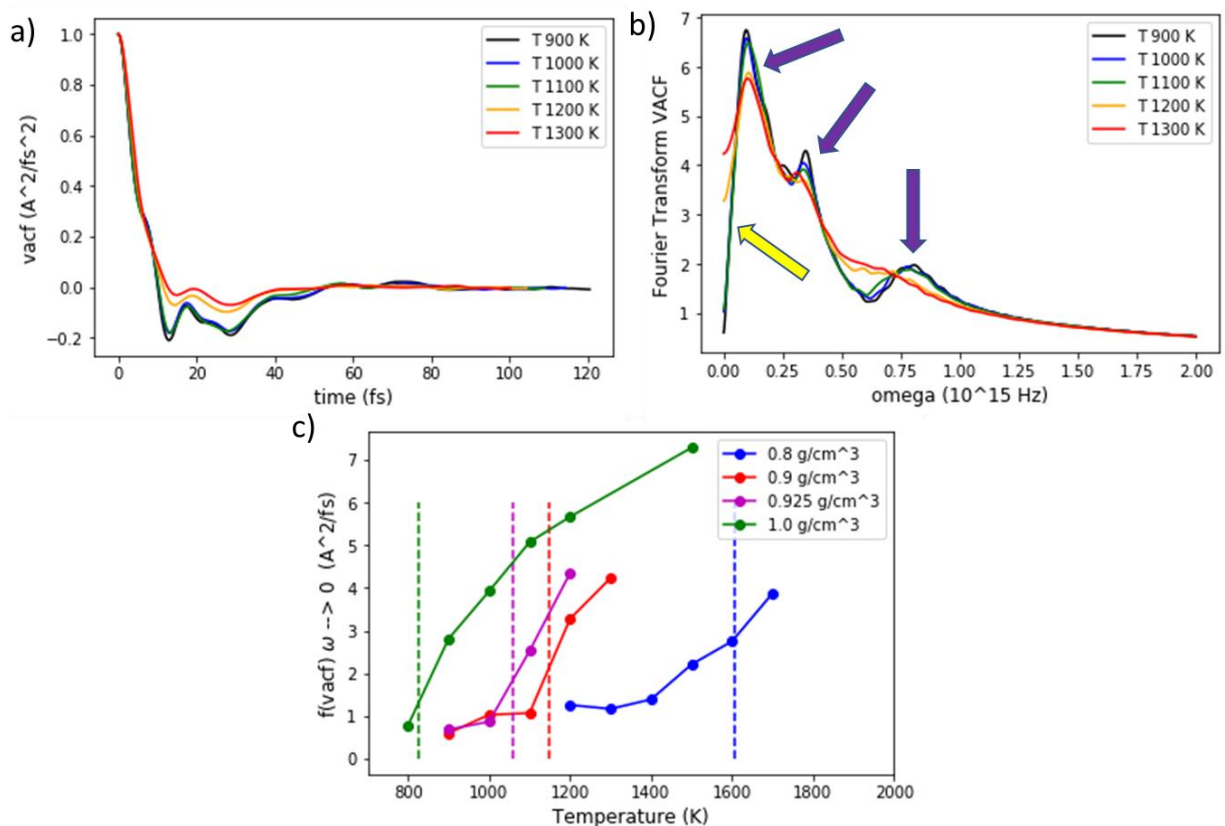 a)
vacf (A^2/fs^2)
1.0
0.8
0.6
0.4
0.2
0.0
−0.2
T 900 K
T 1000 K
T 1100 K
T 1200 K
T 1300 K
0 20 40 60 80 100 120
time (fs)
b)
Fourier Transform VACF
7
6
5
4
3
2
1
T 900 K
T 1000 K
T 1100 K
T 1200 K
T 1300 K
0.00 0.25 0.50 0.75 1.00 1.25 1.50 1.75 2.00
omega (10^15 Hz)
c)
f(vacf) ω --> 0 (A^2/fs)
7
6
5
4
3
2
1
0
0.8 g/cm^3
0.9 g/cm^3
0.925 g/cm^3
1.0 g/cm^3
800 1000 1200 1400 1600 1800 2000
Temperature (K)